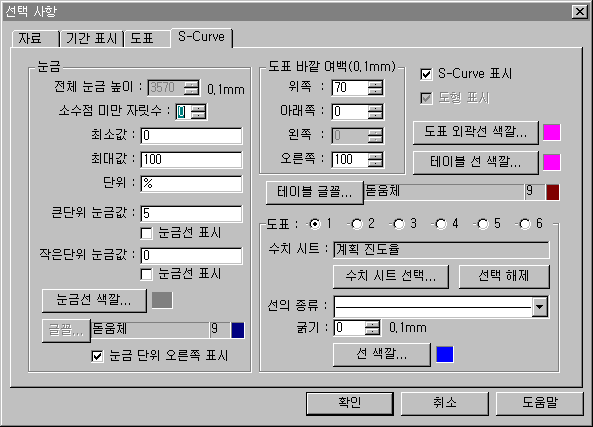 선택 사항
자료 기간 표시 도표 S-Curve
눈금
전체 눈금 높이 : 3570 0.1mm
소수점 미만 자릿수 : 0
최소값 : 0
최대값 : 100
단위 : %
큰단위 눈금값 : 5
눈금선 표시
작은단위 눈금값 : 0
눈금선 표시
눈금선 색깔...
글꼴... 돋움체 9
눈금 단위 오른쪽 표시
도표 바깥 여백(0.1mm)
위쪽 : 70
아래쪽 : 0
왼쪽 : 0
오른쪽 : 100
S-Curve 표시
도형 표시
도표 외곽선 색깔...
테이블 선 색깔...
테이블 글꼴... 돋움체 9
도표 : 1 2 3 4 5 6
수치 시트 : 계획 진도율
수치 시트 선택... 선택 해제
선의 종류 :
굵기 : 0 0.1mm
선 색깔...
확인 취소 도움말